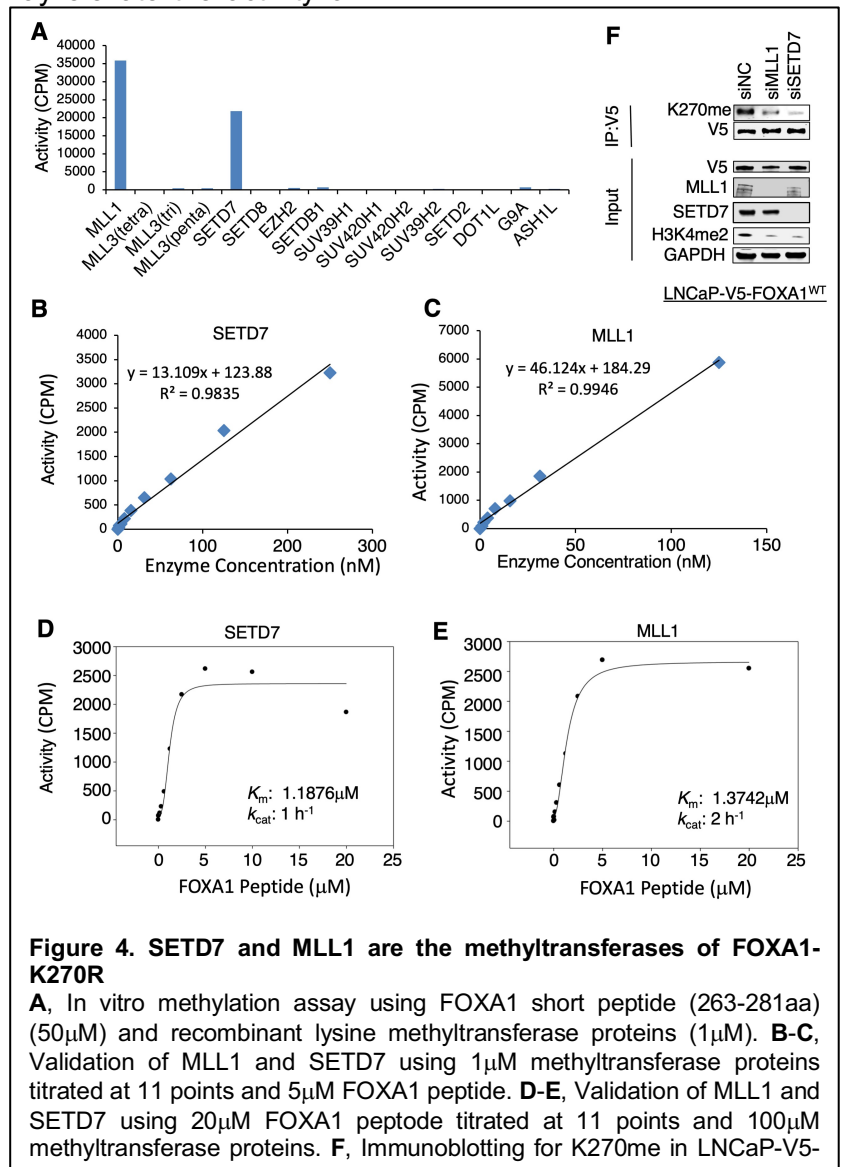 A
Activity (CPM)
40000
35000
30000
25000
20000
15000
10000
5000
0
MLL1
MLL3(tetra)
MLL3(tri)
MLL3(penta)
SETD7
SETD8
EZH2
SETDB1
SUV39H1
SUV420H1
SUV420H2
SUV39H2
SETD2
DOT1L
G9A
ASH1L
F
siNC
siMLL1
siSETD7
IP:V5
K270me
V5
Input
V5
MLL1
SETD7
H3K4me2
GAPDH
LNCaP-V5-FOXA1WT
B
SETD7
Activity (CPM)
4000
3500
3000
2500
2000
1500
1000
500
0
y = 13.109x + 123.88
R² = 0.9835
0 100 200 300
Enzyme Concentration (nM)
C
MLL1
Activity (CPM)
7000
6000
5000
4000
3000
2000
1000
0
y = 46.124x + 184.29
R² = 0.9946
0 50 100 150
Enzyme Concentration (nM)
D
SETD7
Activity (CPM)
3000
2500
2000
1500
1000
500
0
Km: 1.1876µM
kcat: 1 h-1
0 5 10 15 20 25
FOXA1 Peptide (µM)
E
MLL1
Activity (CPM)
3000
2500
2000
1500
1000
500
0
Km: 1.3742µM
kcat: 2 h-1
0 5 10 15 20 25
FOXA1 Peptide (µM)
Figure 4. SETD7 and MLL1 are the methyltransferases of FOXA1-
K270R
A, In vitro methylation assay using FOXA1 short peptide (263-281aa)
(50µM) and recombinant lysine methyltransferase proteins (1µM). B-C,
Validation of MLL1 and SETD7 using 1µM methyltransferase proteins
titrated at 11 points and 5µM FOXA1 peptide. D-E, Validation of MLL1 and
SETD7 using 20µM FOXA1 peptode titrated at 11 points and 100µM
methyltransferase proteins. F, Immunoblotting for K270me in LNCaP-V5-